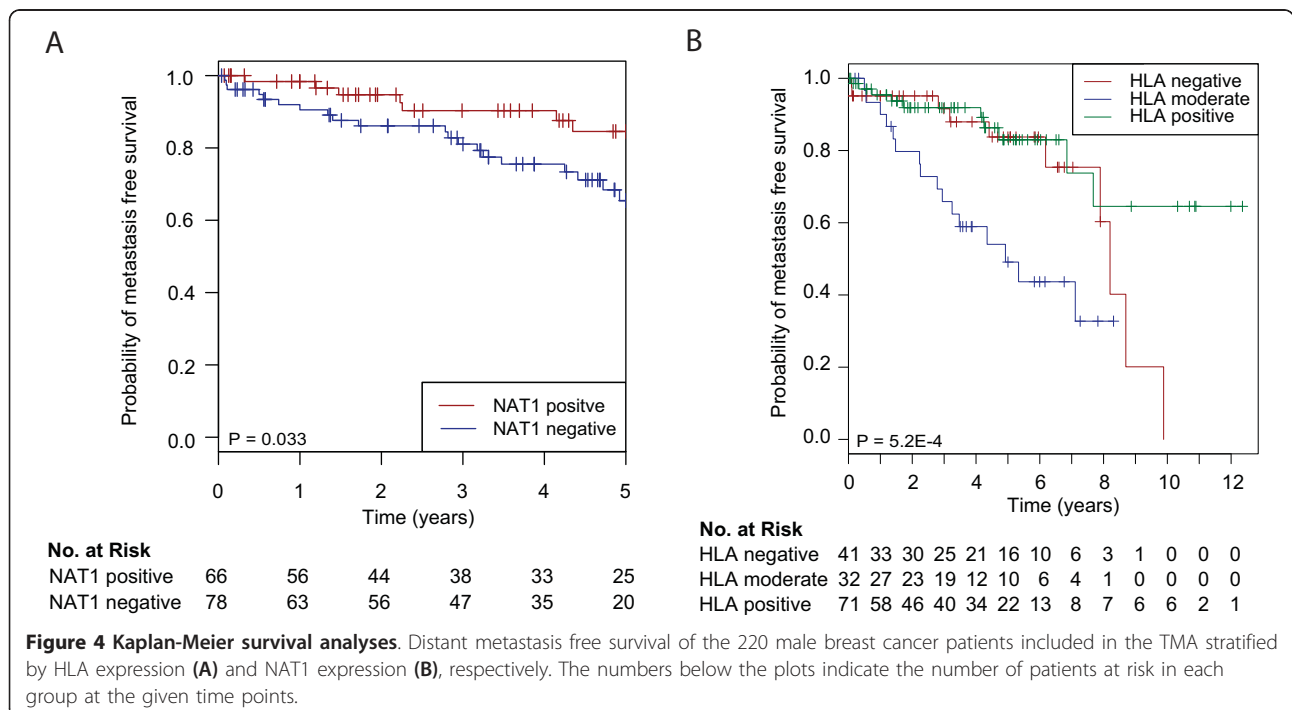 A
Probability of metastasis free survival
1.0
0.8
0.6
0.4
0.2
0.0
NAT1 positve
NAT1 negative
P = 0.033
0 1 2 3 4 5
Time (years)
No. at Risk
NAT1 positive 66 56 44 38 33 25
NAT1 negative 78 63 56 47 35 20
B
Probability of metastasis free survival
1.0
0.8
0.6
0.4
0.2
0.0
HLA negative
HLA moderate
HLA positive
P = 5.2E-4
0 2 4 6 8 10 12
Time (years)
No. at Risk
HLA negative 41 33 30 25 21 16 10 6 3 1 0 0 0
HLA moderate 32 27 23 19 12 10 6 4 1 0 0 0 0
HLA positive 71 58 46 40 34 22 13 8 7 6 6 2 1
Figure 4 Kaplan-Meier survival analyses. Distant metastasis free survival of the 220 male breast cancer patients included in the TMA stratified
by HLA expression (A) and NAT1 expression (B), respectively. The numbers below the plots indicate the number of patients at risk in each
group at the given time points.